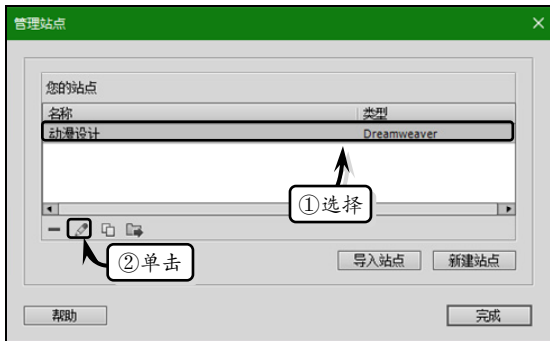 管理站点
您的站点
名称 类型
动漫设计 Dreamweaver
①选择
②单击
导入站点 新建站点
帮助 完成